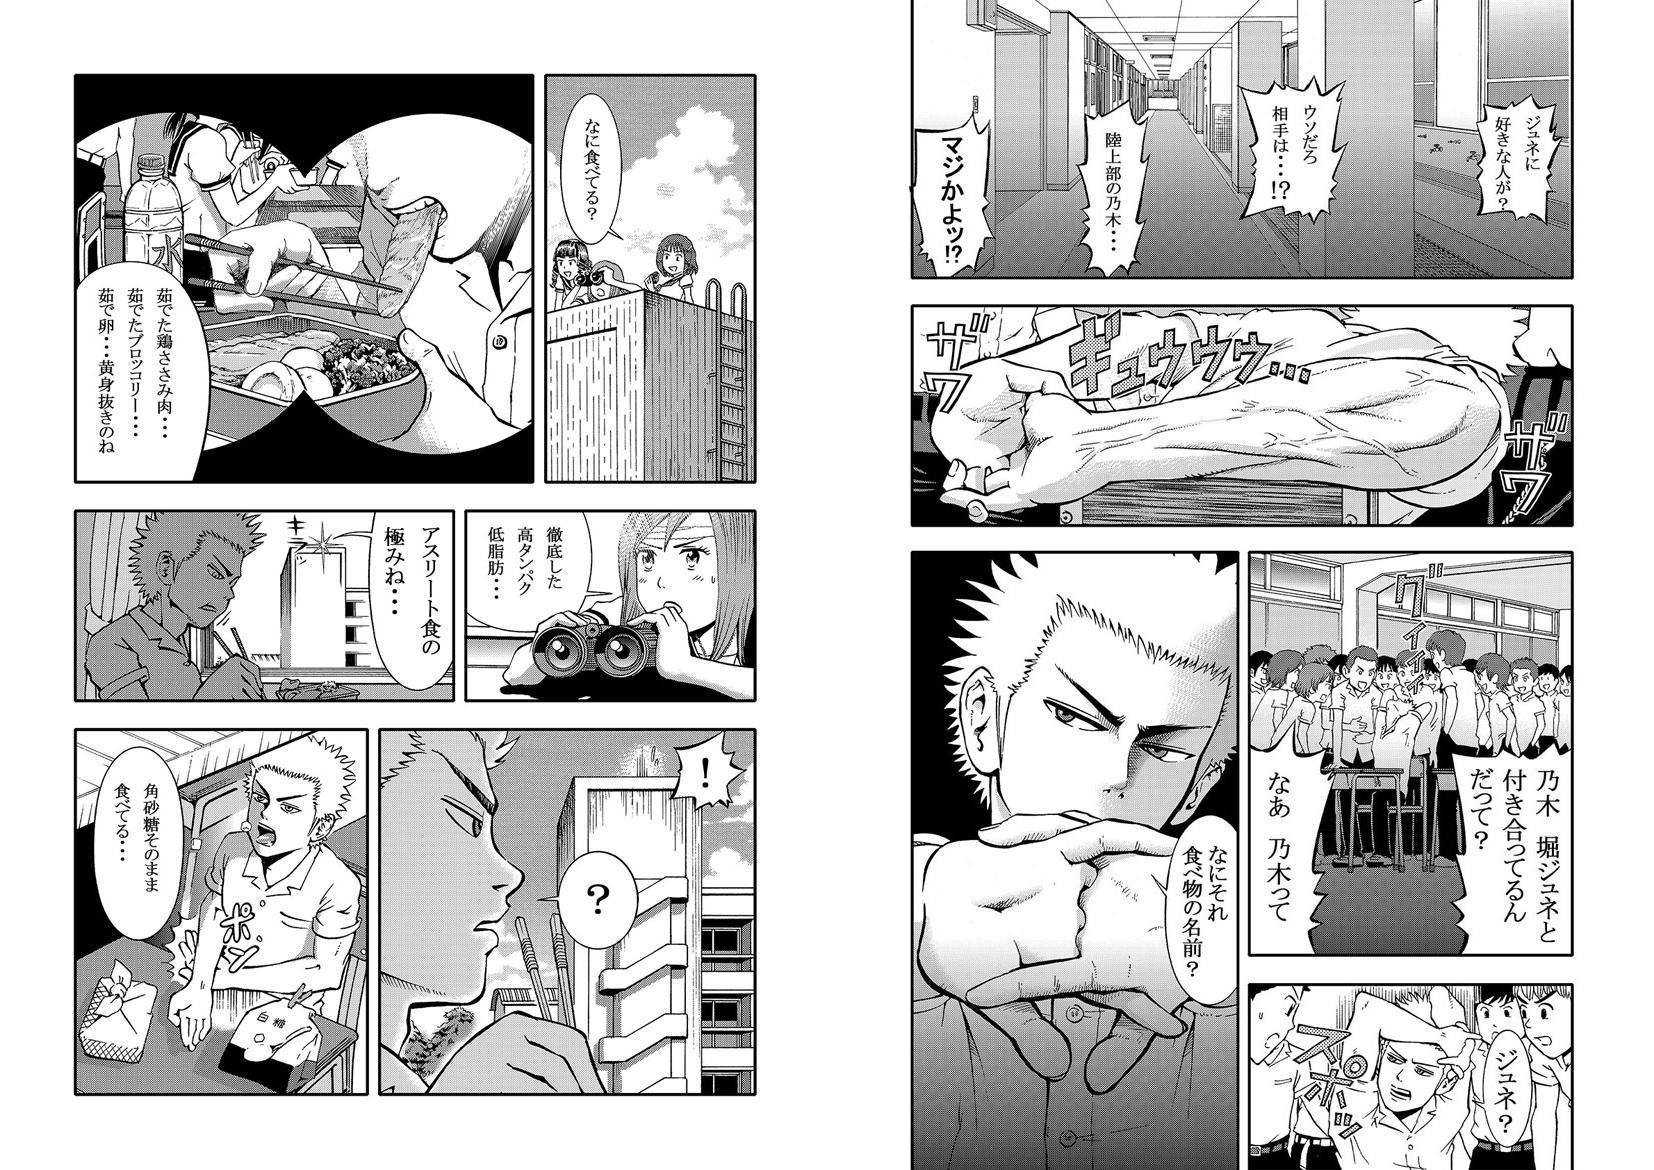 ジュネに
好きな人が？
ウソだろ
相手は・・・!?
陸上部の乃木・・・
マジかよッ!?
ザワ
ギュウウウ・・・
ザワ
グイイ
乃木　堀ジュネと
付き合ってるん
だって？
なあ　乃木って
なにそれ
食べ物の名前？
ジュネ？
ズボッ
なに食べてる？
水
茹でた鶏ささみ肉・・・
茹でたブロッコリー・・・
茹で卵・・・黄身抜きのね
徹底した
高タンパク
低脂肪・・・
アスリート食の
極みね・・・
キラ
！
？
角砂糖そのまま
食べてる・・・
ポン
白糖